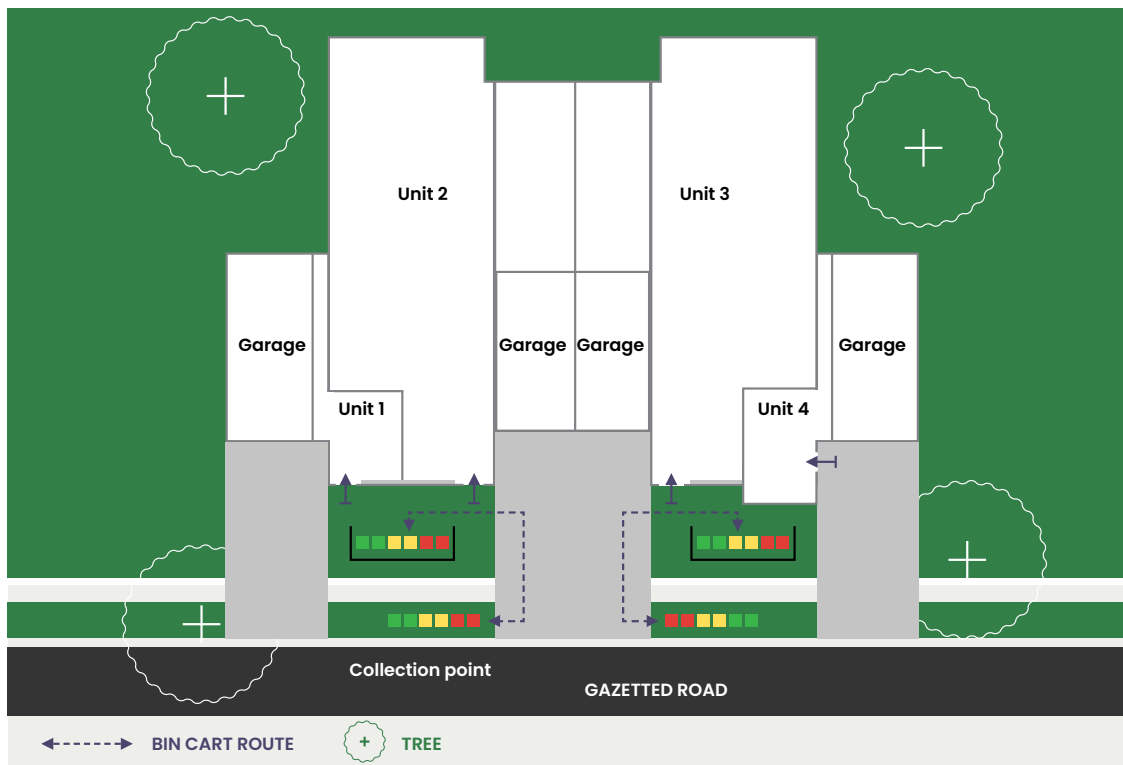 Unit 2
Unit 3
Garage
Garage
Garage
Garage
Unit 1
Unit 4
Collection point
GAZETTED ROAD
BIN CART ROUTE
TREE